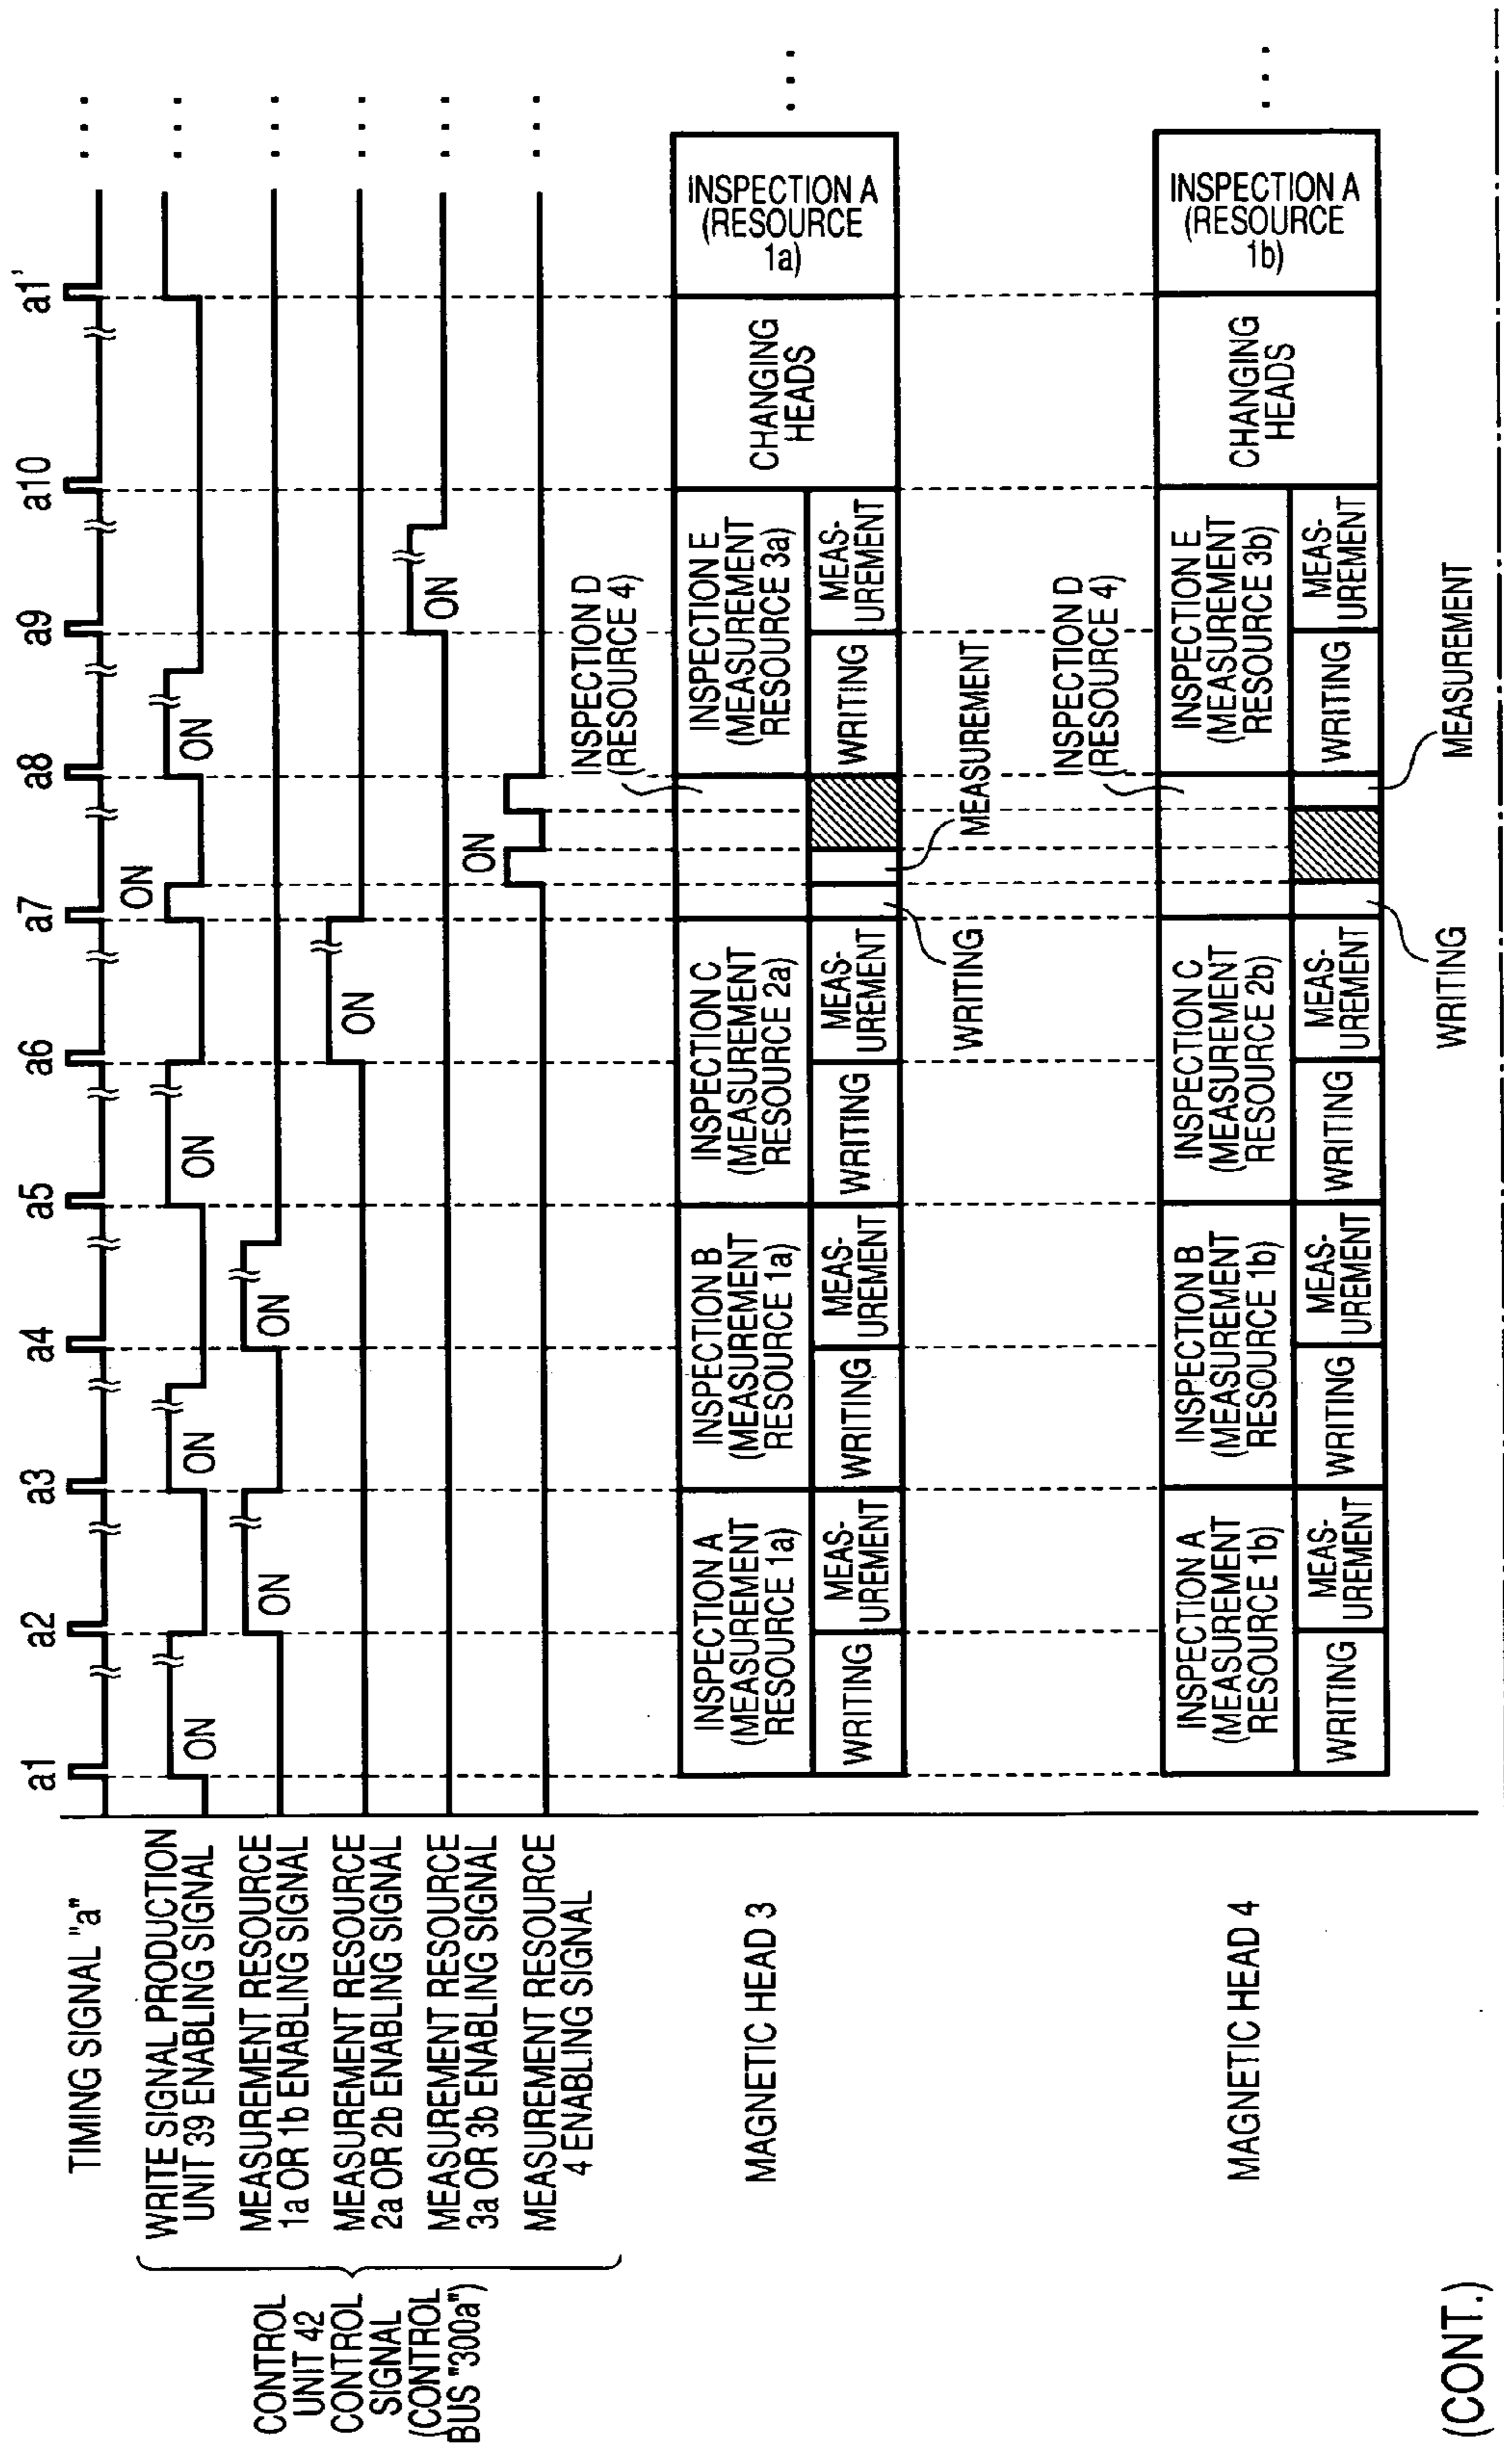 a1 a2 a3 a4 a5 a6 a7 a8 a9 a10 a1'
TIMING SIGNAL "a"
CONTROL
UNIT 42
CONTROL
SIGNAL
(CONTROL
BUS "300a")
WRITE SIGNAL PRODUCTION
UNIT 39 ENABLING SIGNAL
ON ON ON ON ON
MEASUREMENT RESOURCE
1a OR 1b ENABLING SIGNAL
ON ON
MEASUREMENT RESOURCE
2a OR 2b ENABLING SIGNAL
ON
MEASUREMENT RESOURCE
3a OR 3b ENABLING SIGNAL
ON
MEASUREMENT RESOURCE
4 ENABLING SIGNAL
ON
MAGNETIC HEAD 3
INSPECTION A
(MEASUREMENT
RESOURCE 1a)
WRITING
MEAS-
UREMENT
INSPECTION B
(MEASUREMENT
RESOURCE 1a)
WRITING
MEAS-
UREMENT
INSPECTION C
(MEASUREMENT
RESOURCE 2a)
WRITING
MEAS-
UREMENT
INSPECTION D
(RESOURCE 4)
WRITING
MEASUREMENT
INSPECTION E
(MEASUREMENT
RESOURCE 3a)
WRITING
MEAS-
UREMENT
CHANGING
HEADS
INSPECTION A
(RESOURCE
1a)
MAGNETIC HEAD 4
INSPECTION A
(MEASUREMENT
RESOURCE 1b)
WRITING
MEAS-
UREMENT
INSPECTION B
(MEASUREMENT
RESOURCE 1b)
WRITING
MEAS-
UREMENT
INSPECTION C
(MEASUREMENT
RESOURCE 2b)
WRITING
MEAS-
UREMENT
INSPECTION D
(RESOURCE 4)
WRITING
MEASUREMENT
INSPECTION E
(MEASUREMENT
RESOURCE 3b)
WRITING
MEAS-
UREMENT
CHANGING
HEADS
INSPECTION A
(RESOURCE
1b)
(CONT.)